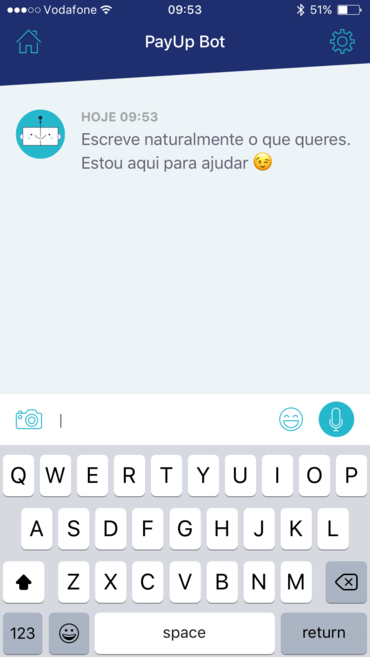 Vodafone 09:53 51%
PayUp Bot
HOJE 09:53
Escreve naturalmente o que queres.
Estou aqui para ajudar 😉
Q W E R T Y U I O P
A S D F G H J K L
Z X C V B N M
123 space return